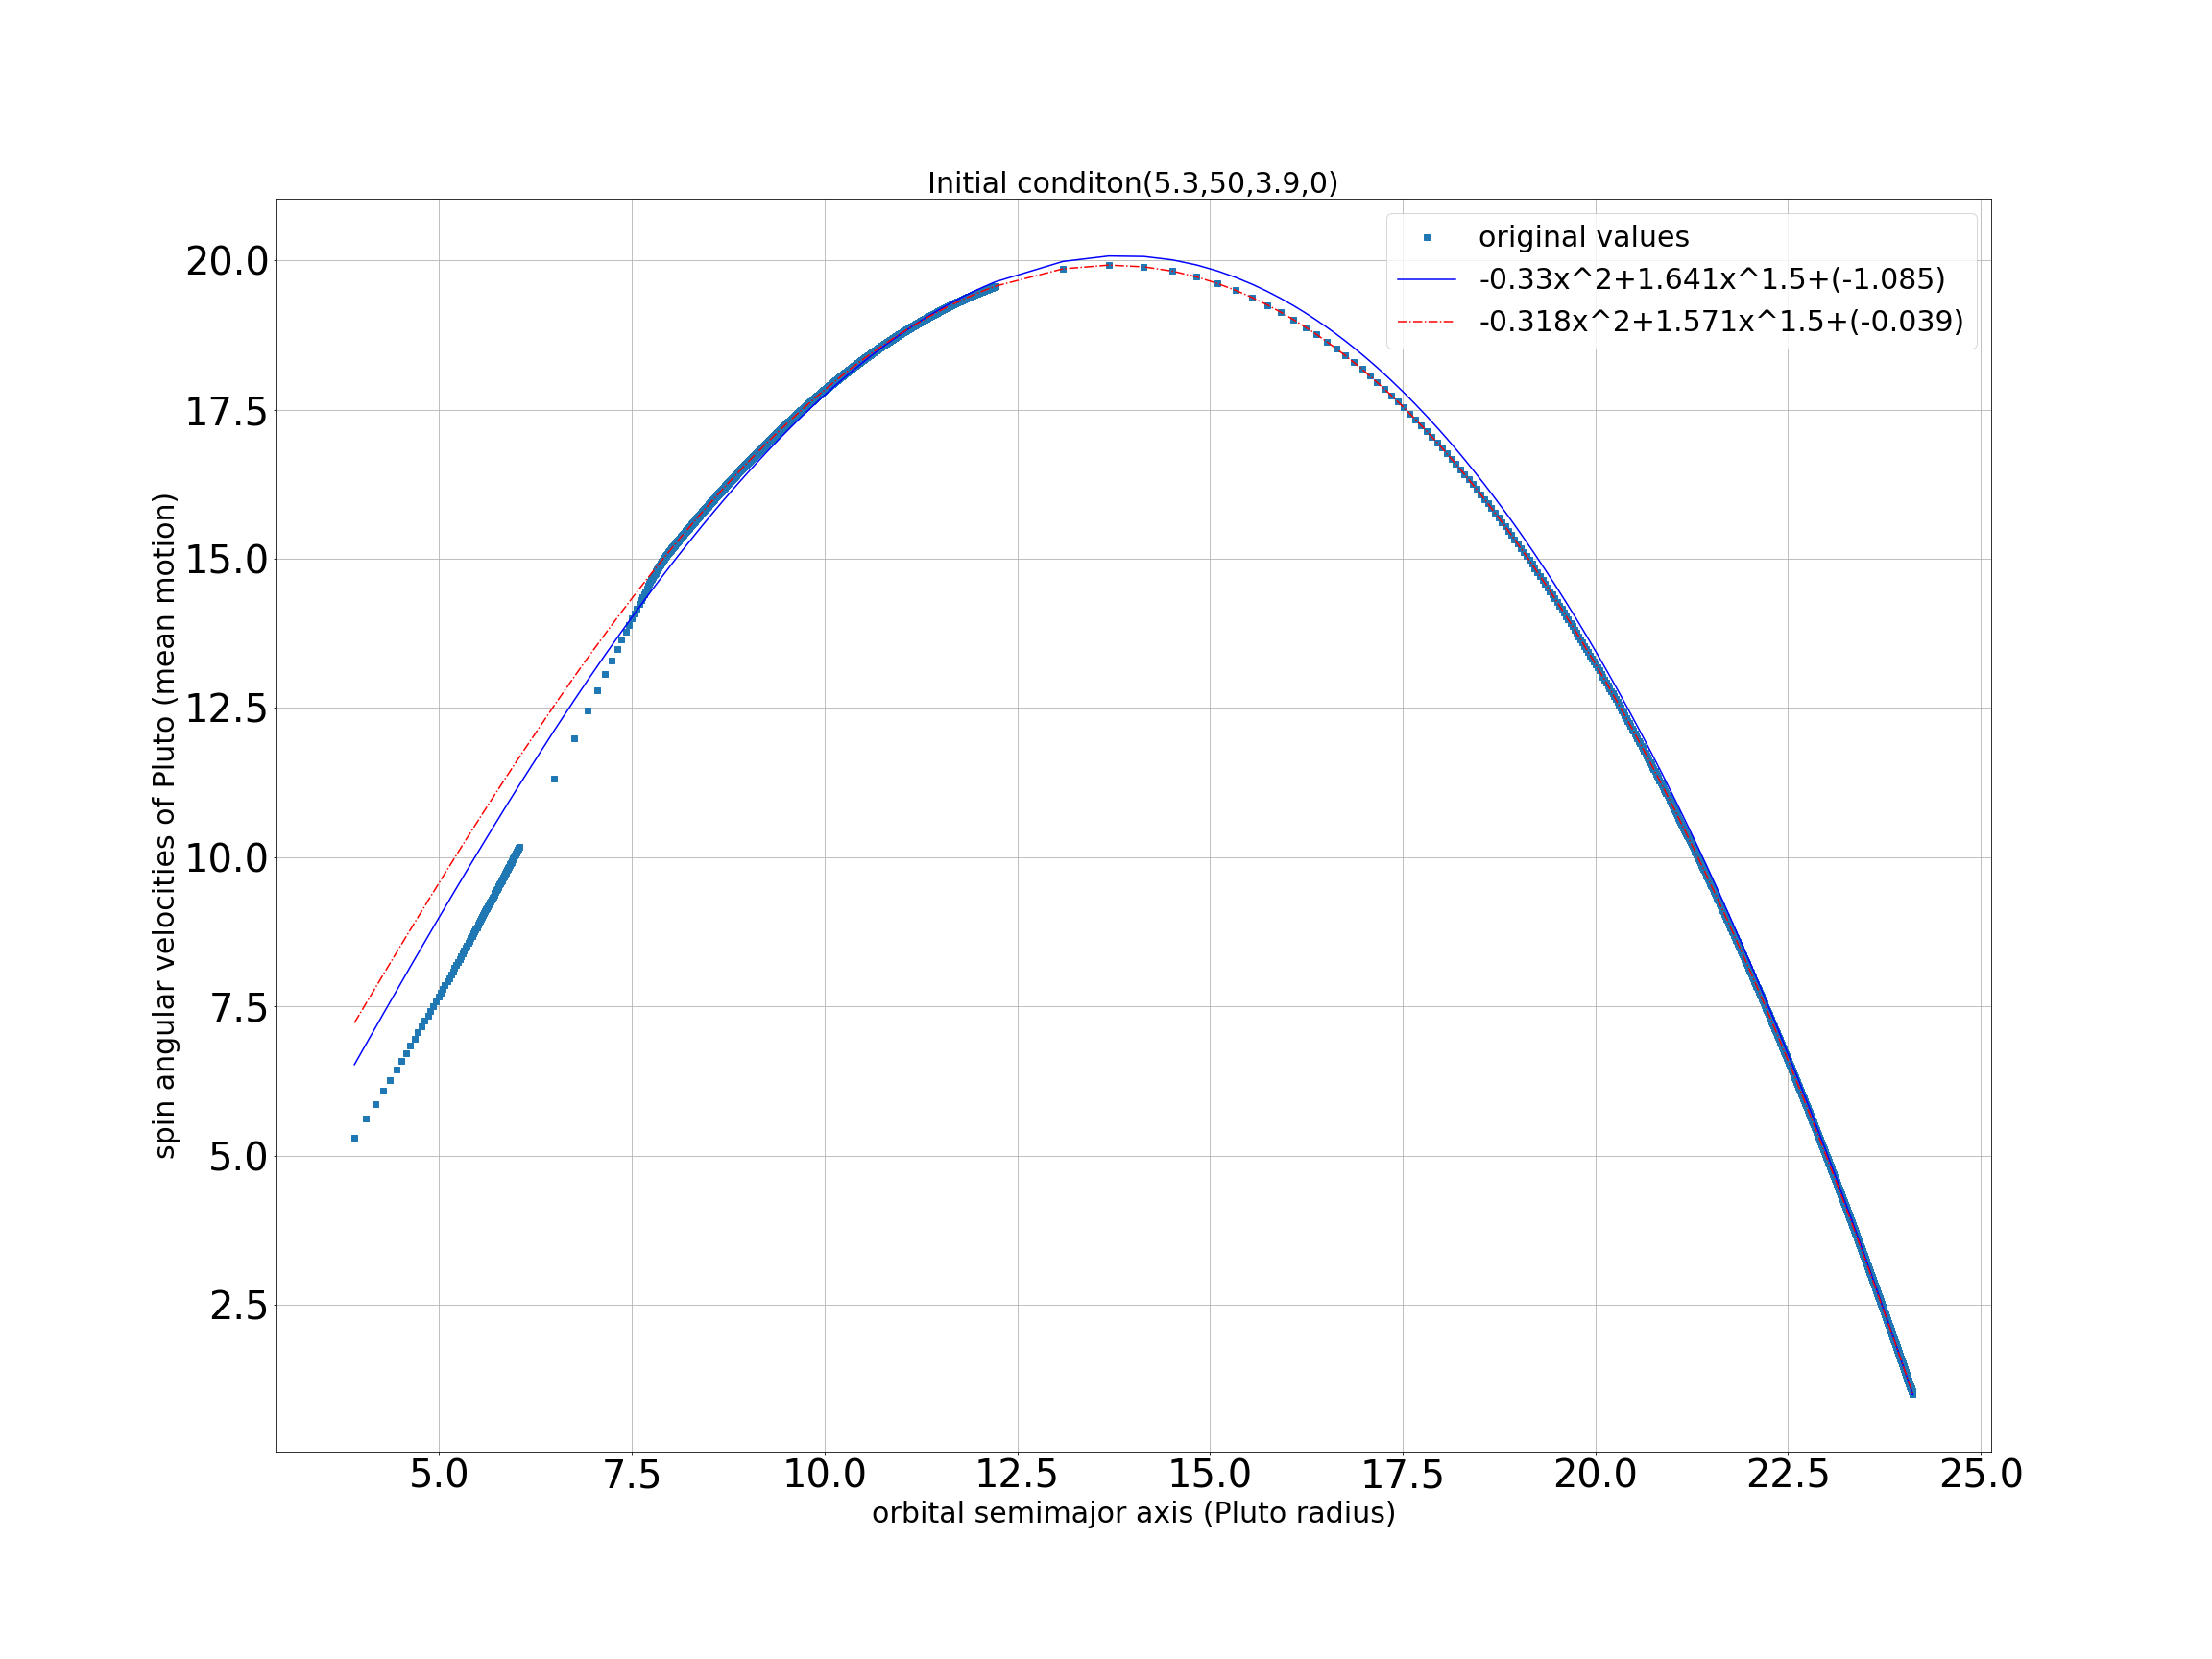 Initial conditon(5.3,50,3.9,0)
original values
-0.33x^2+1.641x^1.5+(-1.085)
-0.318x^2+1.571x^1.5+(-0.039)
spin angular velocities of Pluto (mean motion)
20.0
17.5
15.0
12.5
10.0
7.5
5.0
2.5
5.0 7.5 10.0 12.5 15.0 17.5 20.0 22.5 25.0
orbital semimajor axis (Pluto radius)